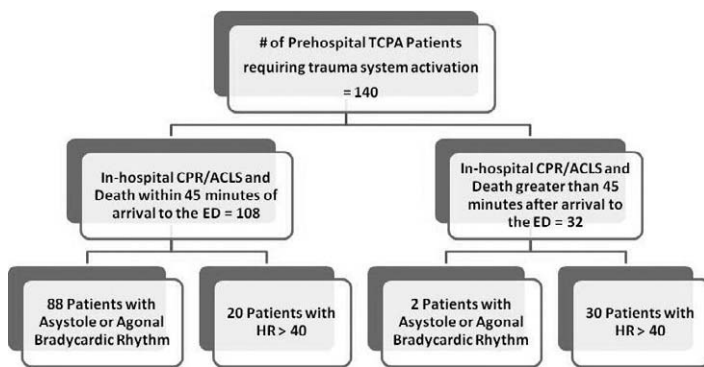 # of Prehospital TCPA Patients
requiring trauma system activation
= 140
In-hospital CPR/ACLS and
Death within 45 minutes of
arrival to the ED = 108
In-hospital CPR/ACLS and
Death greater than 45
minutes after arrival to
the ED = 32
88 Patients with
Asystole or Agonal
Bradycardic Rhythm
20 Patients with
HR > 40
2 Patients with
Asystole or Agonal
Bradycardic Rhythm
30 Patients with
HR > 40